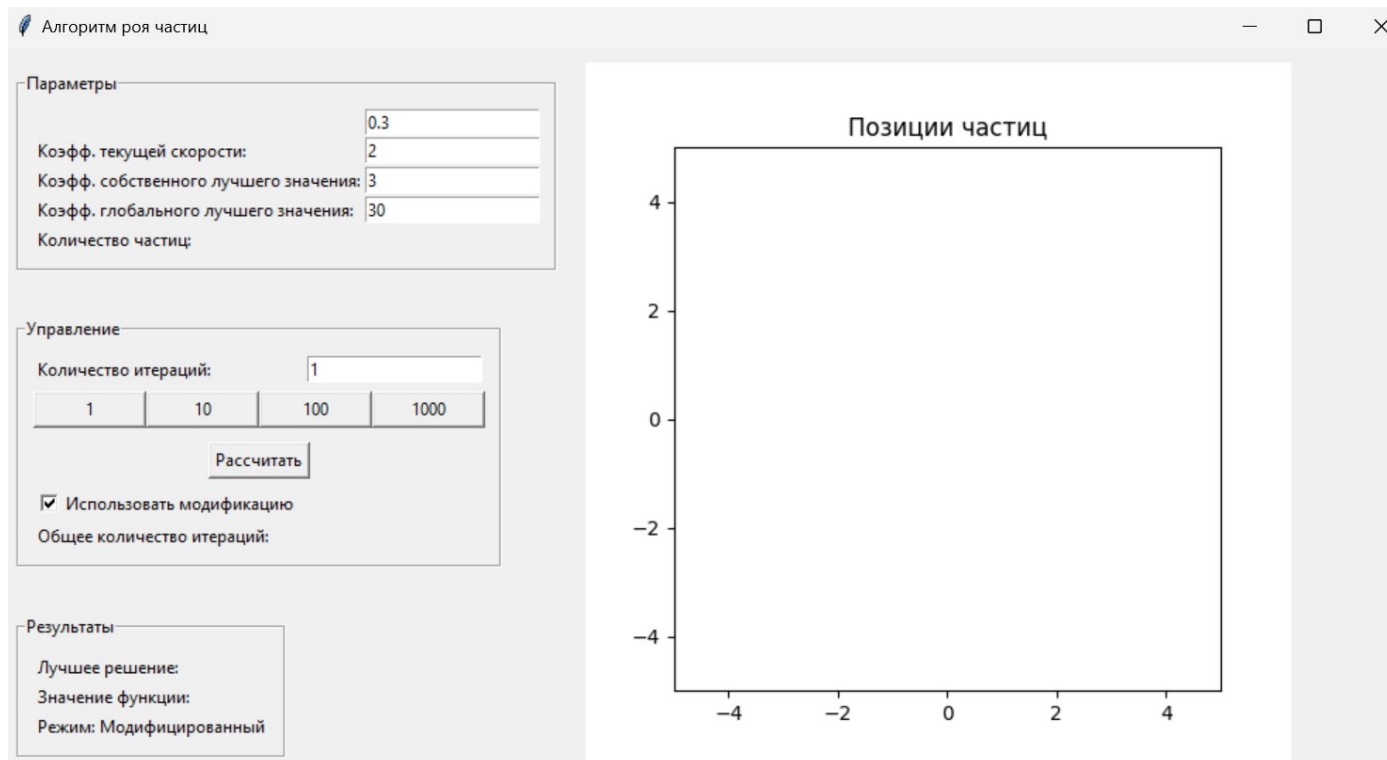 Алгоритм роя частиц
Параметры
0.3
Коэфф. текущей скорости: 2
Коэфф. собственного лучшего значения: 3
Коэфф. глобального лучшего значения: 30
Количество частиц:
Управление
Количество итераций: 1
1 10 100 1000
Рассчитать
Использовать модификацию
Общее количество итераций:
Результаты
Лучшее решение:
Значение функции:
Режим: Модифицированный
Позиции частиц
4
2
0
−2
−4
−4 −2 0 2 4